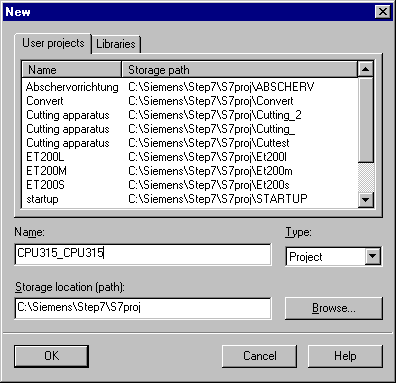 New
User projects Libraries
Name Storage path
Abschervorrichtung C:\Siemens\Step7\S7proj\ABSCHERV
Convert C:\Siemens\Step7\S7proj\Convert
Cutting apparatus C:\Siemens\Step7\S7proj\Cutting_2
Cutting apparatus C:\Siemens\Step7\S7proj\Cutting_
Cutting apparatus C:\Siemens\Step7\S7proj\Cuttest
ET200L C:\Siemens\Step7\S7proj\Et200l
ET200M C:\Siemens\Step7\S7proj\Et200m
ET200S C:\Siemens\Step7\S7proj\Et200s
startup C:\Siemens\Step7\S7proj\STARTUP
Name: Type:
CPU315_CPU315 Project
Storage location (path):
C:\Siemens\Step7\S7proj Browse...
OK Cancel Help